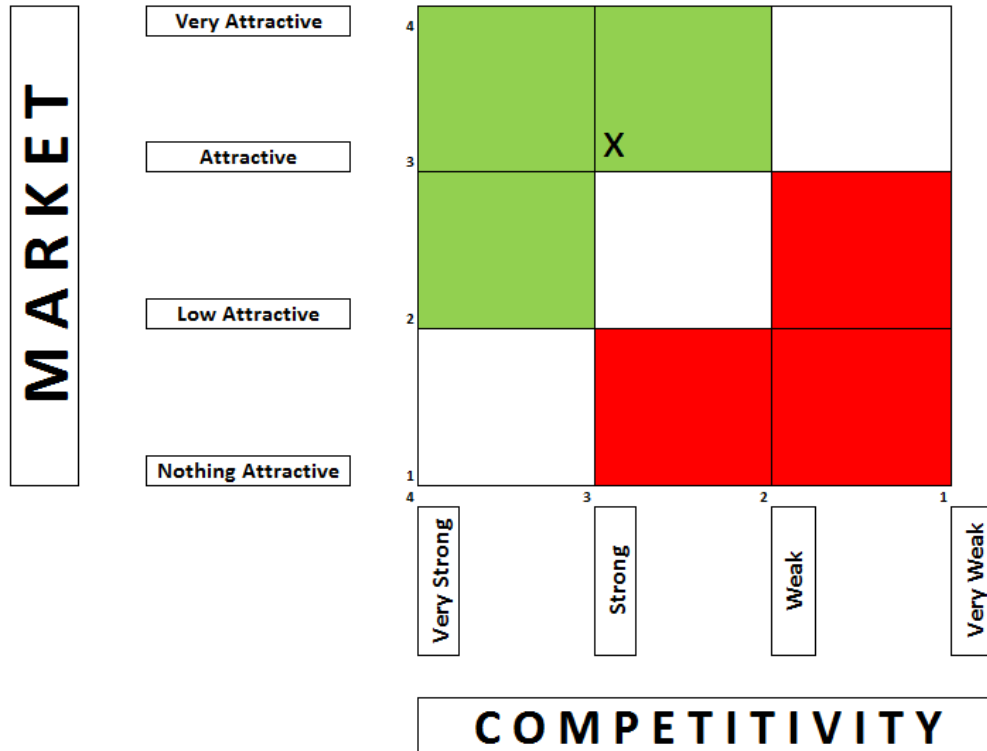 MARKET
Very Attractive
4
X
Attractive
3
Low Attractive
2
Nothing Attractive
1
4
3
2
1
Very Strong
Strong
Weak
Very Weak
COMPETITIVITY